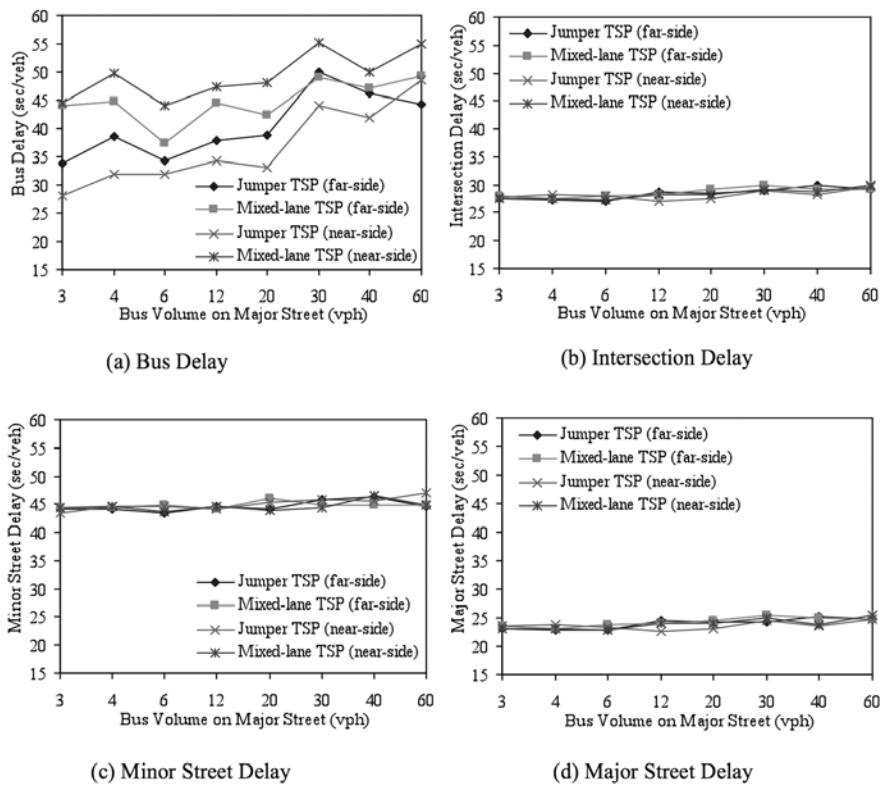 60
55
50
45
40
35
30
25
20
15
Bus Delay (sec/veh)
Jumper TSP (far-side)
Mixed-lane TSP (far-side)
Jumper TSP (near-side)
Mixed-lane TSP (near-side)
3 4 6 12 20 30 40 60
Bus Volume on Major Street (vph)
(a) Bus Delay
60
55
50
45
40
35
30
25
20
15
Intersection Delay (sec/veh)
Jumper TSP (far-side)
Mixed-lane TSP (far-side)
Jumper TSP (near-side)
Mixed-lane TSP (near-side)
3 4 6 12 20 30 40 60
Bus Volume on Major Street (vph)
(b) Intersection Delay
60
55
50
45
40
35
30
25
20
15
Minor Street Delay (sec/veh)
Jumper TSP (far-side)
Mixed-lane TSP (far-side)
Jumper TSP (near-side)
Mixed-lane TSP (near-side)
3 4 6 12 20 30 40 60
Bus Volume on Major Street (vph)
(c) Minor Street Delay
60
55
50
45
40
35
30
25
20
15
Major Street Delay (sec/veh)
Jumper TSP (far-side)
Mixed-lane TSP (far-side)
Jumper TSP (near-side)
Mixed-lane TSP (near-side)
3 4 6 12 20 30 40 60
Bus Volume on Major Street (vph)
(d) Major Street Delay